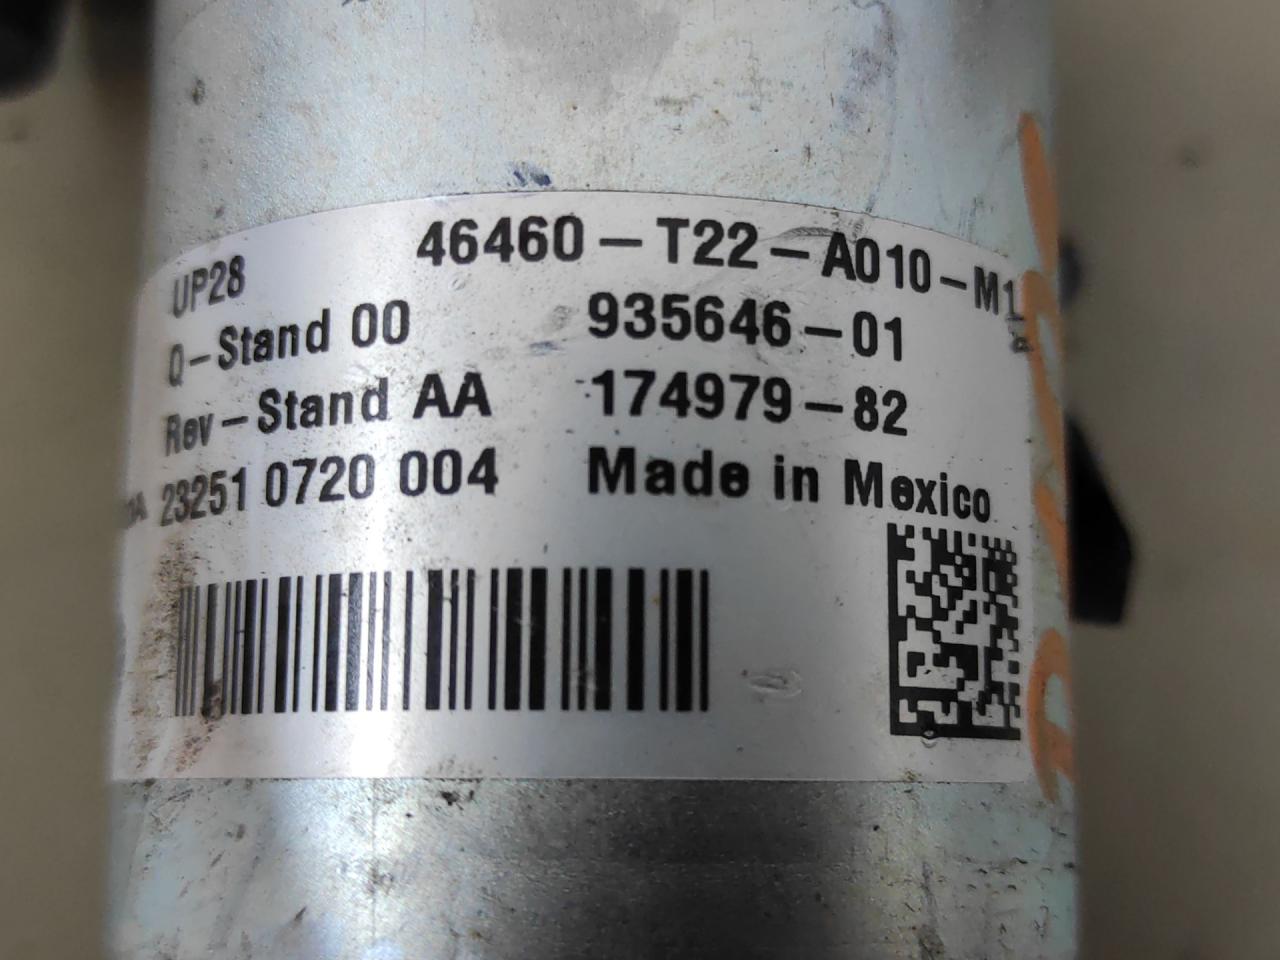 UP28 46460-T22-A010-M1
Q-Stand 00 935646-01
Rev-Stand AA 174979-82
23251 0720 004 Made in Mexico